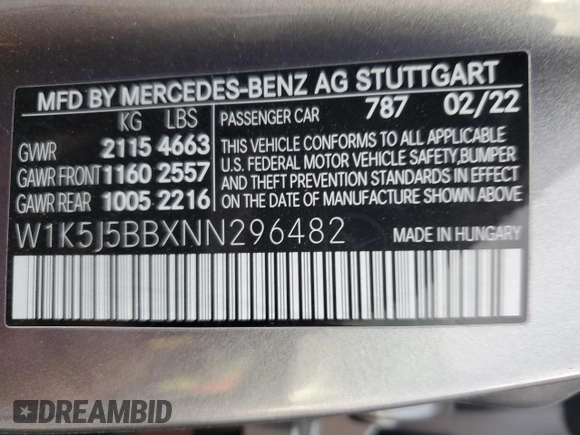 MFD BY MERCEDES-BENZ AG STUTTGART
KG LBS
GVWR 2115 4663
GAWR FRONT 1160 2557
GAWR REAR 1005 2216
PASSENGER CAR 787 02/22
THIS VEHICLE CONFORMS TO ALL APPLICABLE
U.S. FEDERAL MOTOR VEHICLE SAFETY,BUMPER
AND THEFT PREVENTION STANDARDS IN EFFECT
ON THE DATE OF MANUFACTURE SHOWN ABOVE
W1K5J5BBXNN296482
MADE IN HUNGARY
DREAMBID